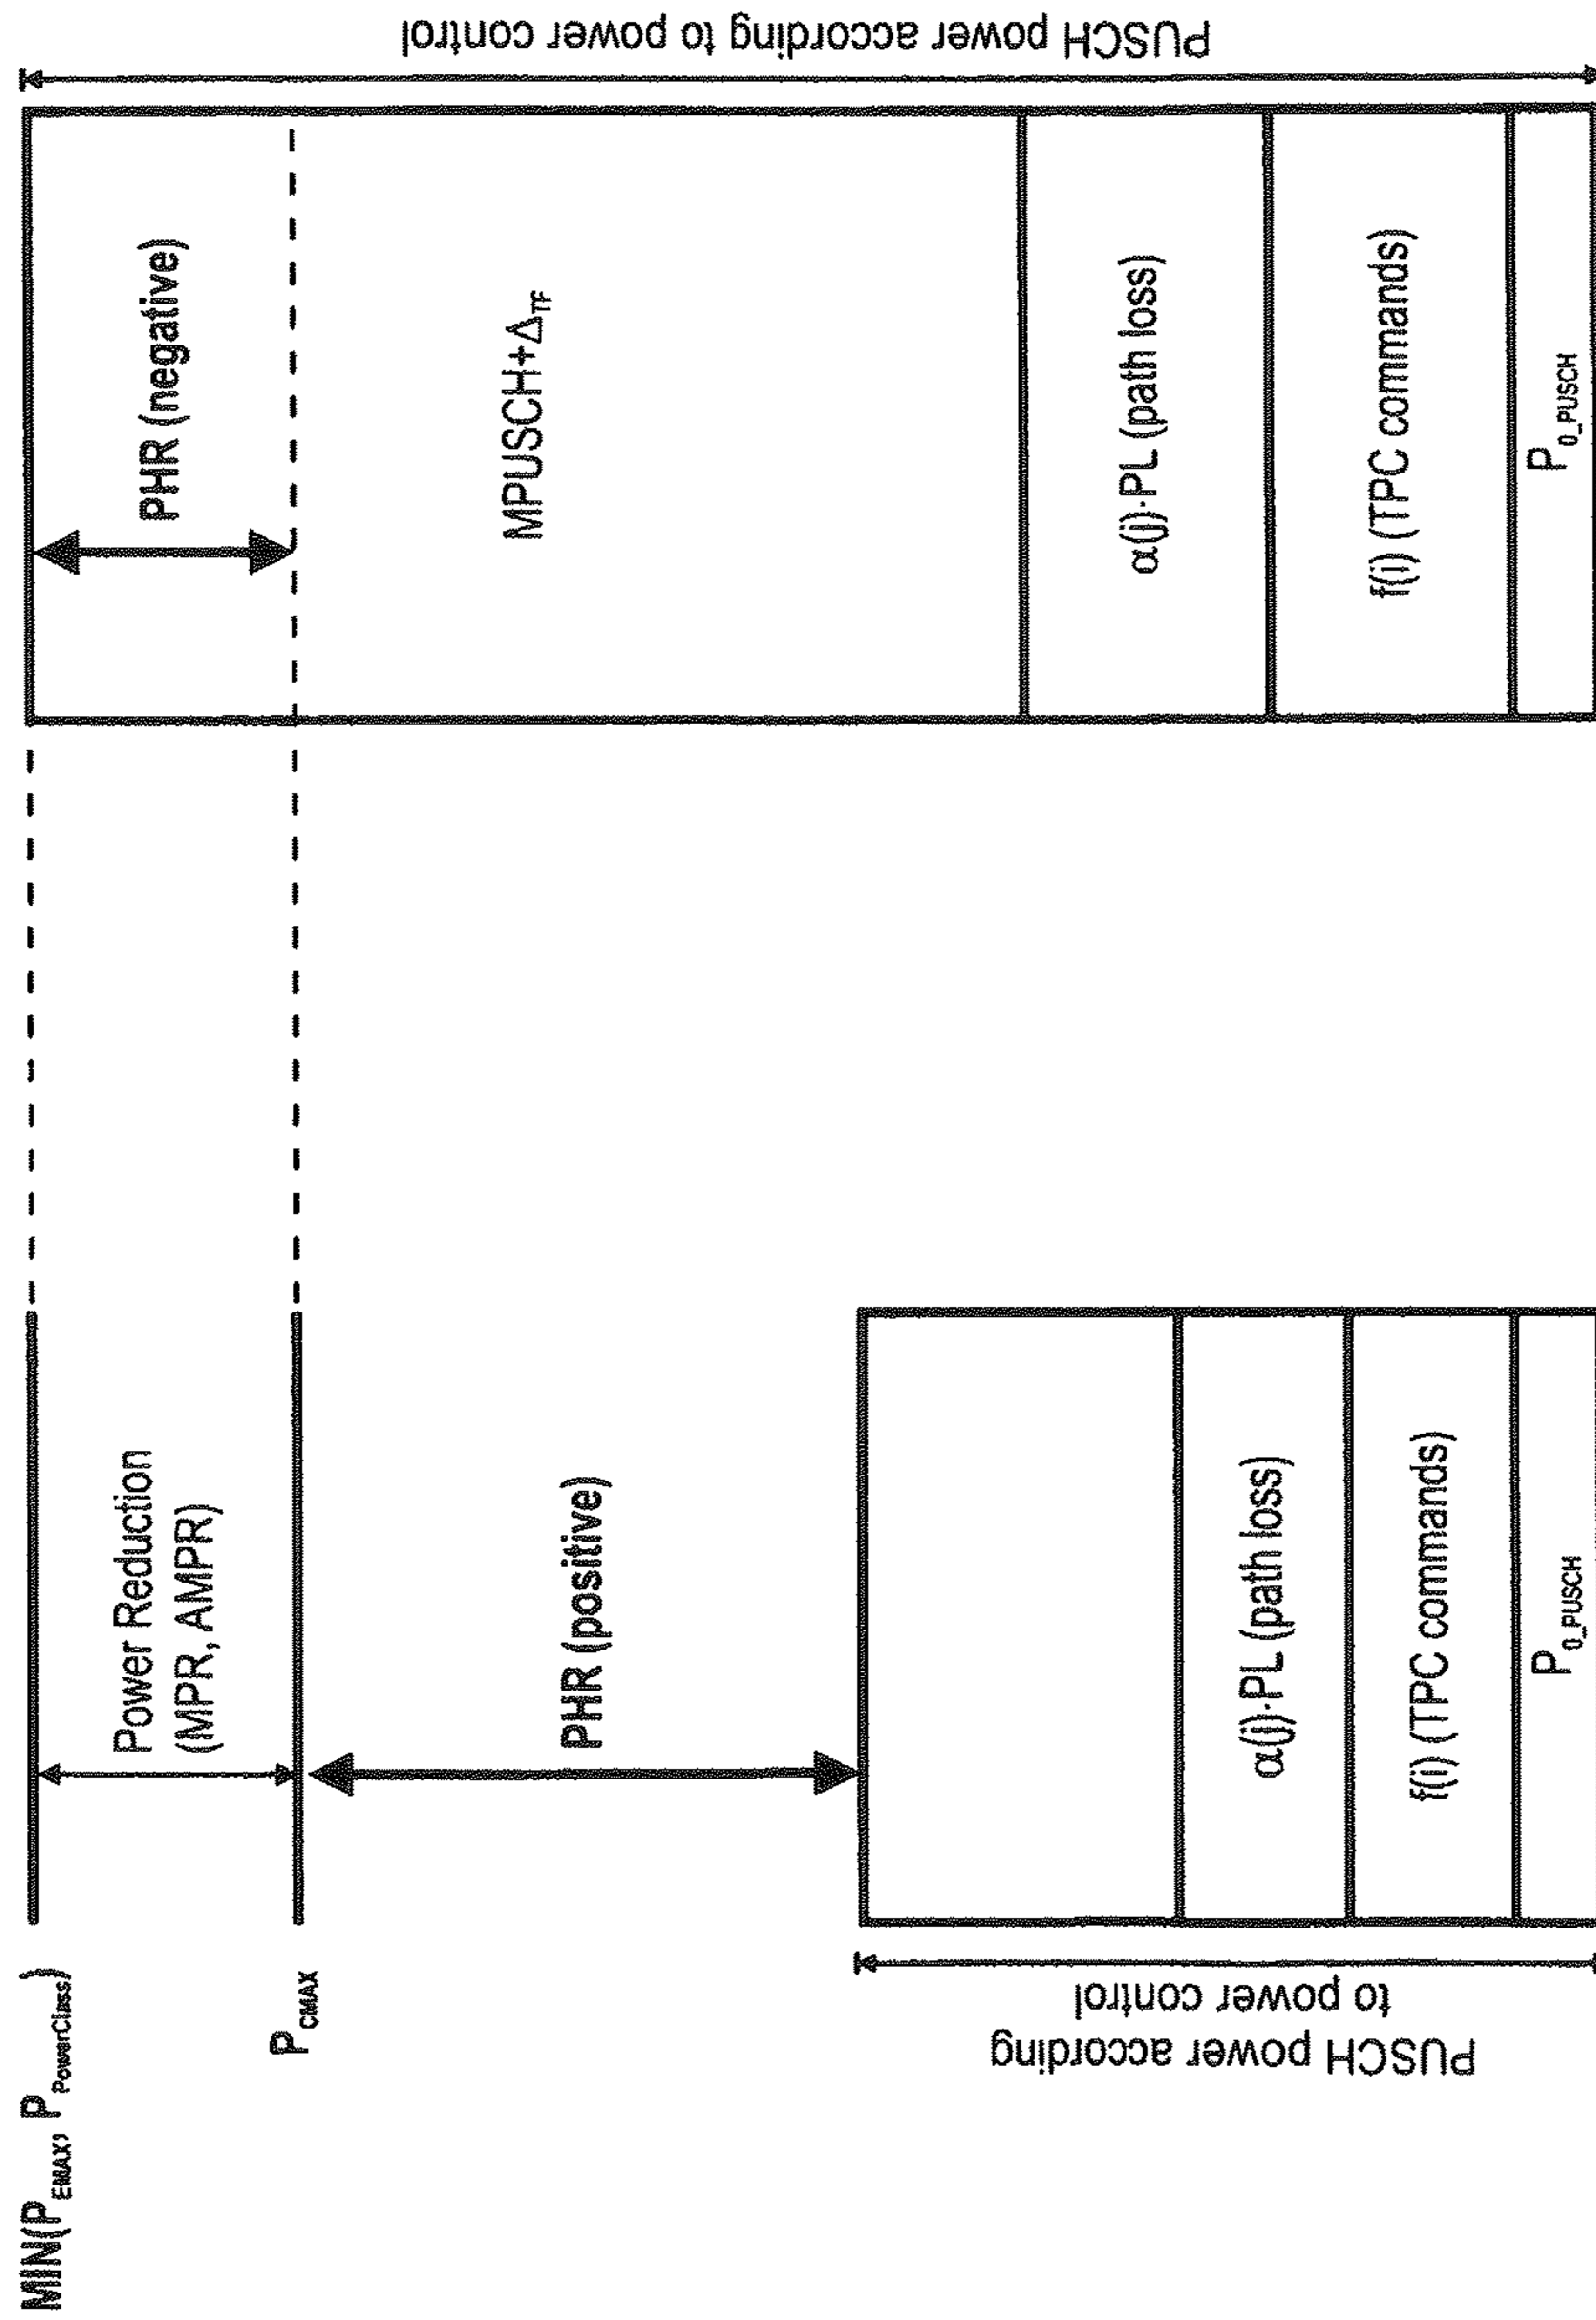 MIN(P_EMAX, P_PowerClass)
P_CMAX
Power Reduction
(MPR, AMPR)
PHR (positive)
α(j)·PL (path loss)
f(i) (TPC commands)
P_0_PUSCH
PUSCH power according
to power control
PHR (negative)
MPUSCH+Δ_TF
α(j)·PL (path loss)
f(i) (TPC commands)
P_0_PUSCH
PUSCH power according to power control